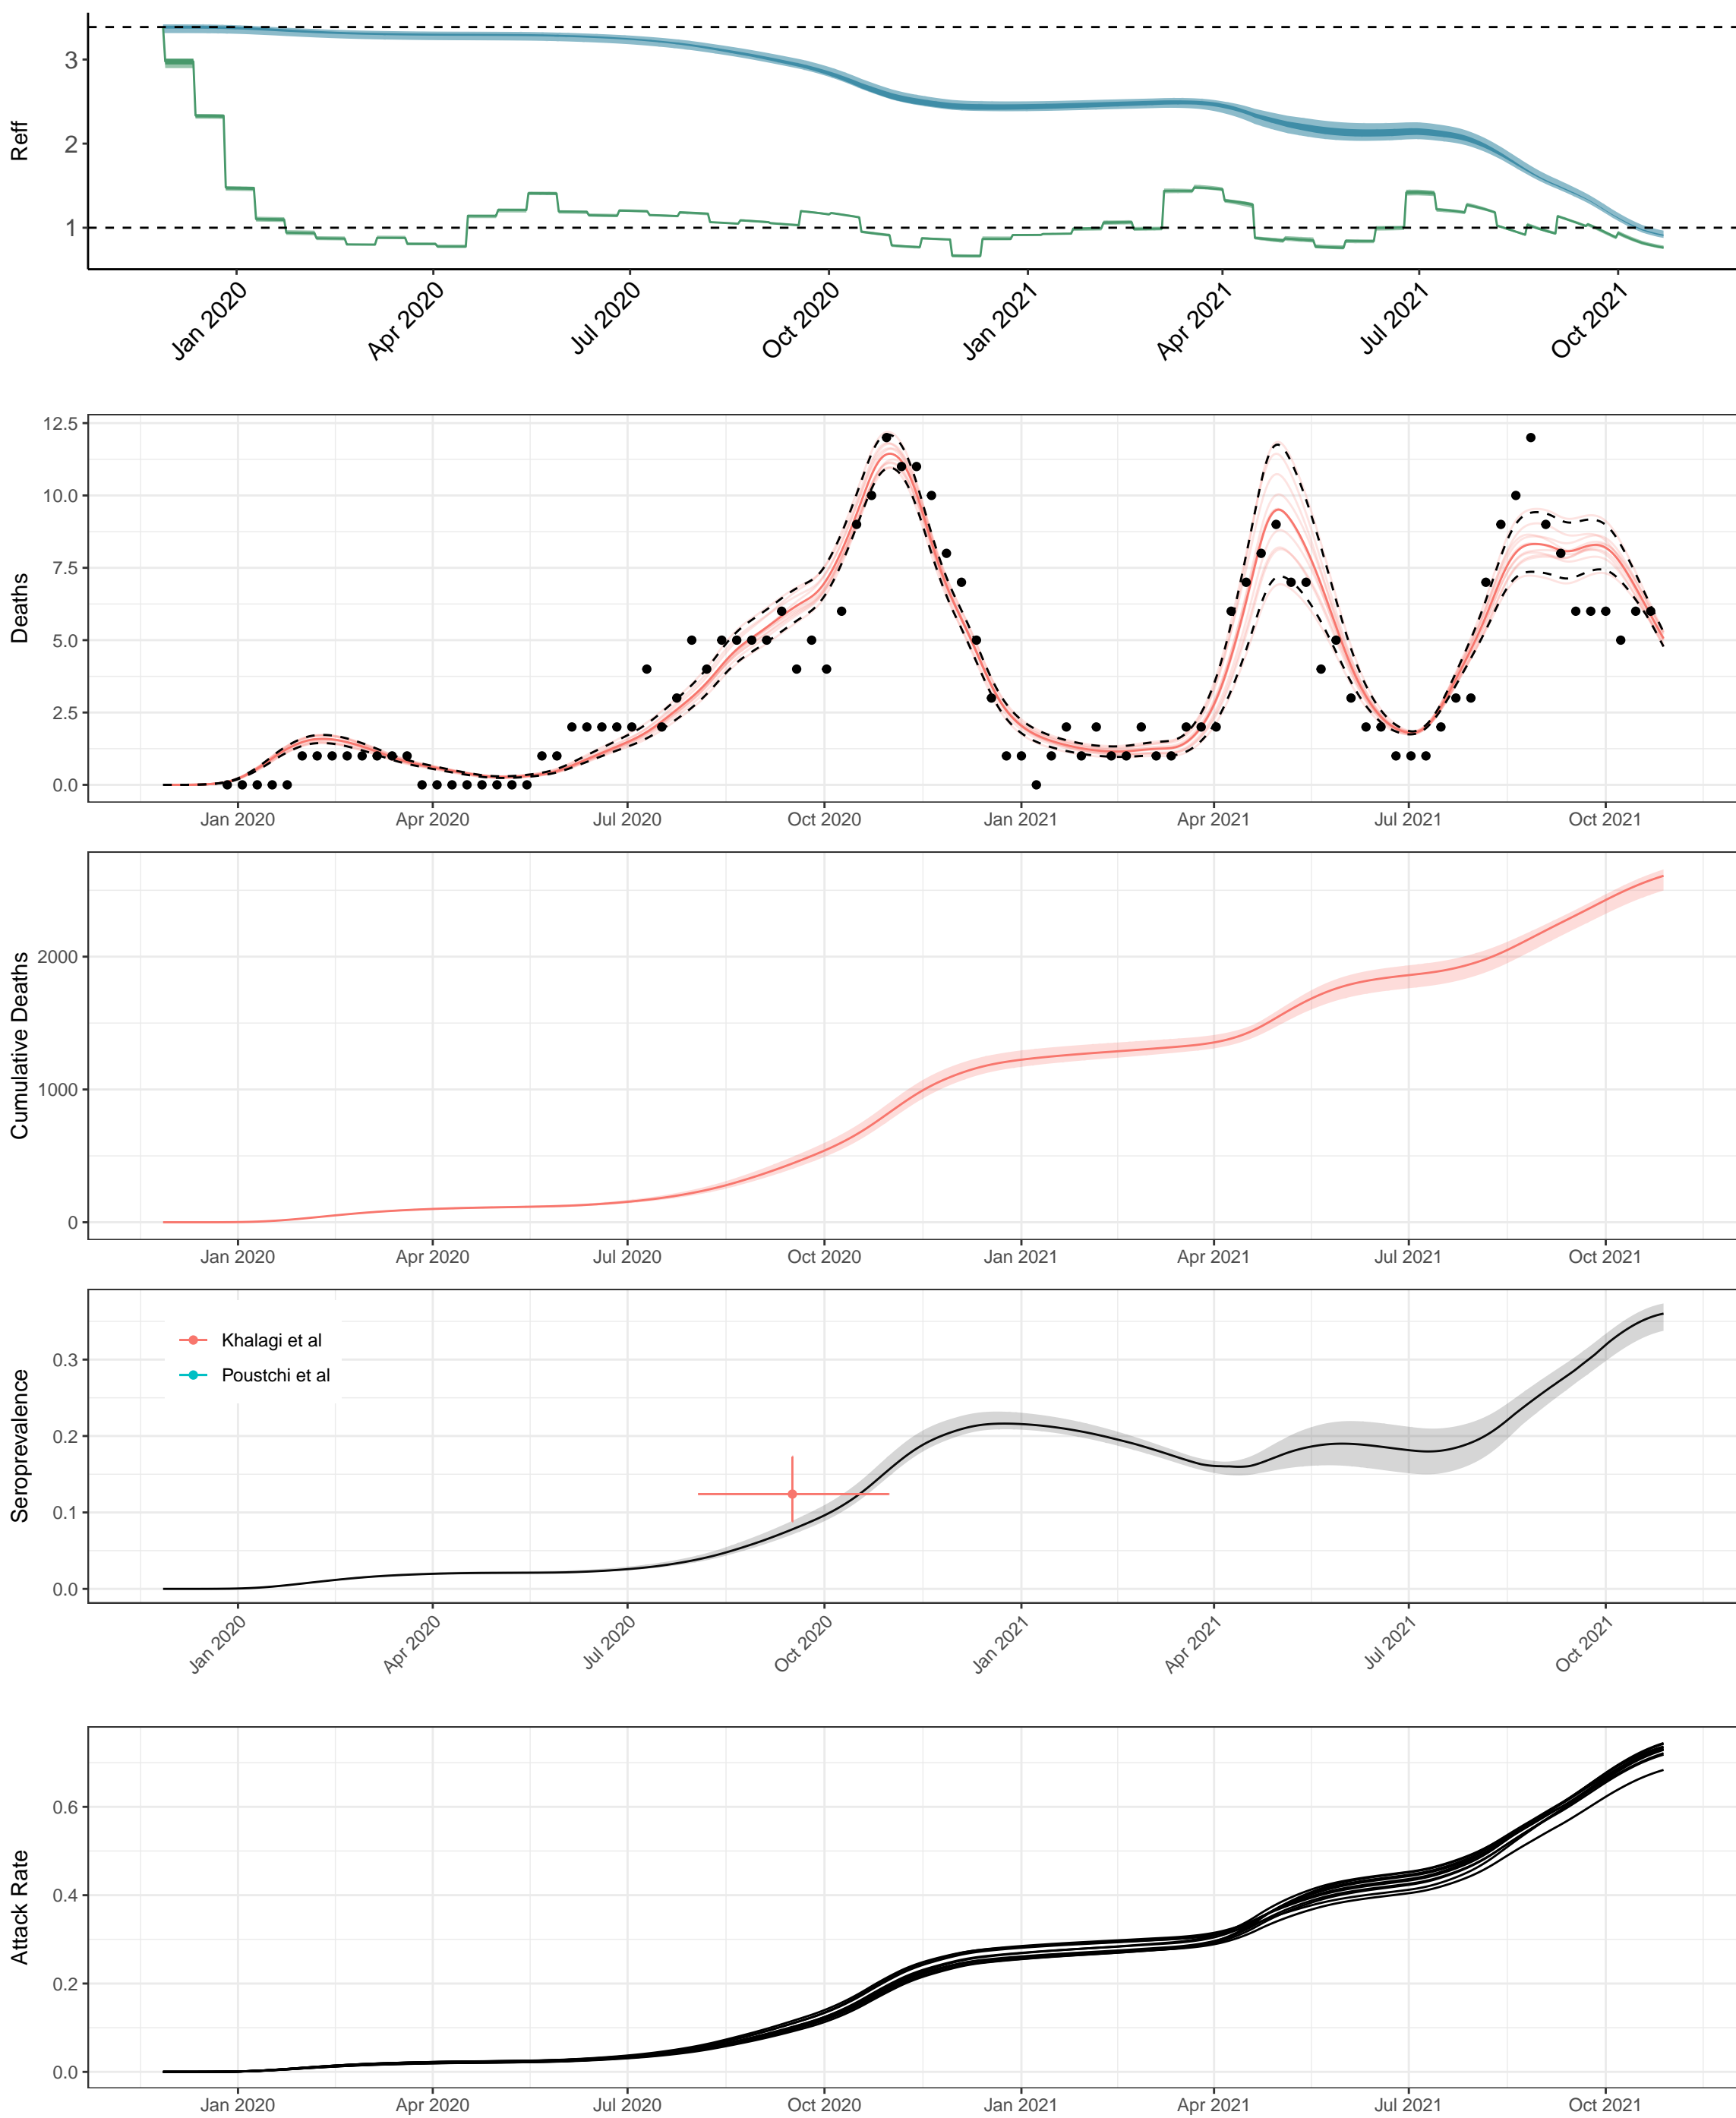 Reff
3
2
1
Jan 2020
Apr 2020
Jul 2020
Oct 2020
Jan 2021
Apr 2021
Jul 2021
Oct 2021
Deaths
12.5
10.0
7.5
5.0
2.5
0.0
Jan 2020
Apr 2020
Jul 2020
Oct 2020
Jan 2021
Apr 2021
Jul 2021
Oct 2021
Cumulative Deaths
2000
1000
0
Jan 2020
Apr 2020
Jul 2020
Oct 2020
Jan 2021
Apr 2021
Jul 2021
Oct 2021
Seroprevalence
0.3
0.2
0.1
0.0
Khalagi et al
Poustchi et al
Jan 2020
Apr 2020
Jul 2020
Oct 2020
Jan 2021
Apr 2021
Jul 2021
Oct 2021
Attack Rate
0.6
0.4
0.2
0.0
Jan 2020
Apr 2020
Jul 2020
Oct 2020
Jan 2021
Apr 2021
Jul 2021
Oct 2021